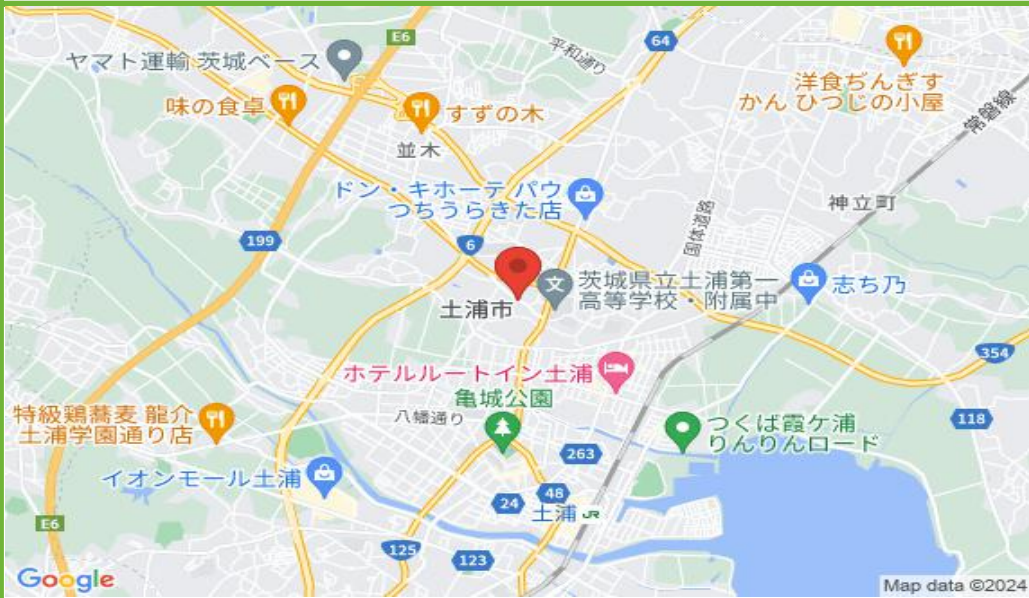 E6
64
平和通り
ヤマト運輸 茨城ベース
洋食ぢんぎす
かん ひつじの小屋
味の食卓
すずの木
常磐線
並木
ドン・キホーテ パウ
つちうらきた店
国体道路
神立町
199
6
茨城県立土浦第一
高等学校・附属中
志ち乃
土浦市
354
ホテルルートイン土浦
亀城公園
特級鶏蕎麦 龍介
土浦学園通り店
八幡通り
つくば霞ケ浦
りんりんロード
118
263
イオンモール土浦
24
48
土浦 JR
E6
125
123
Google
Map data ©2024